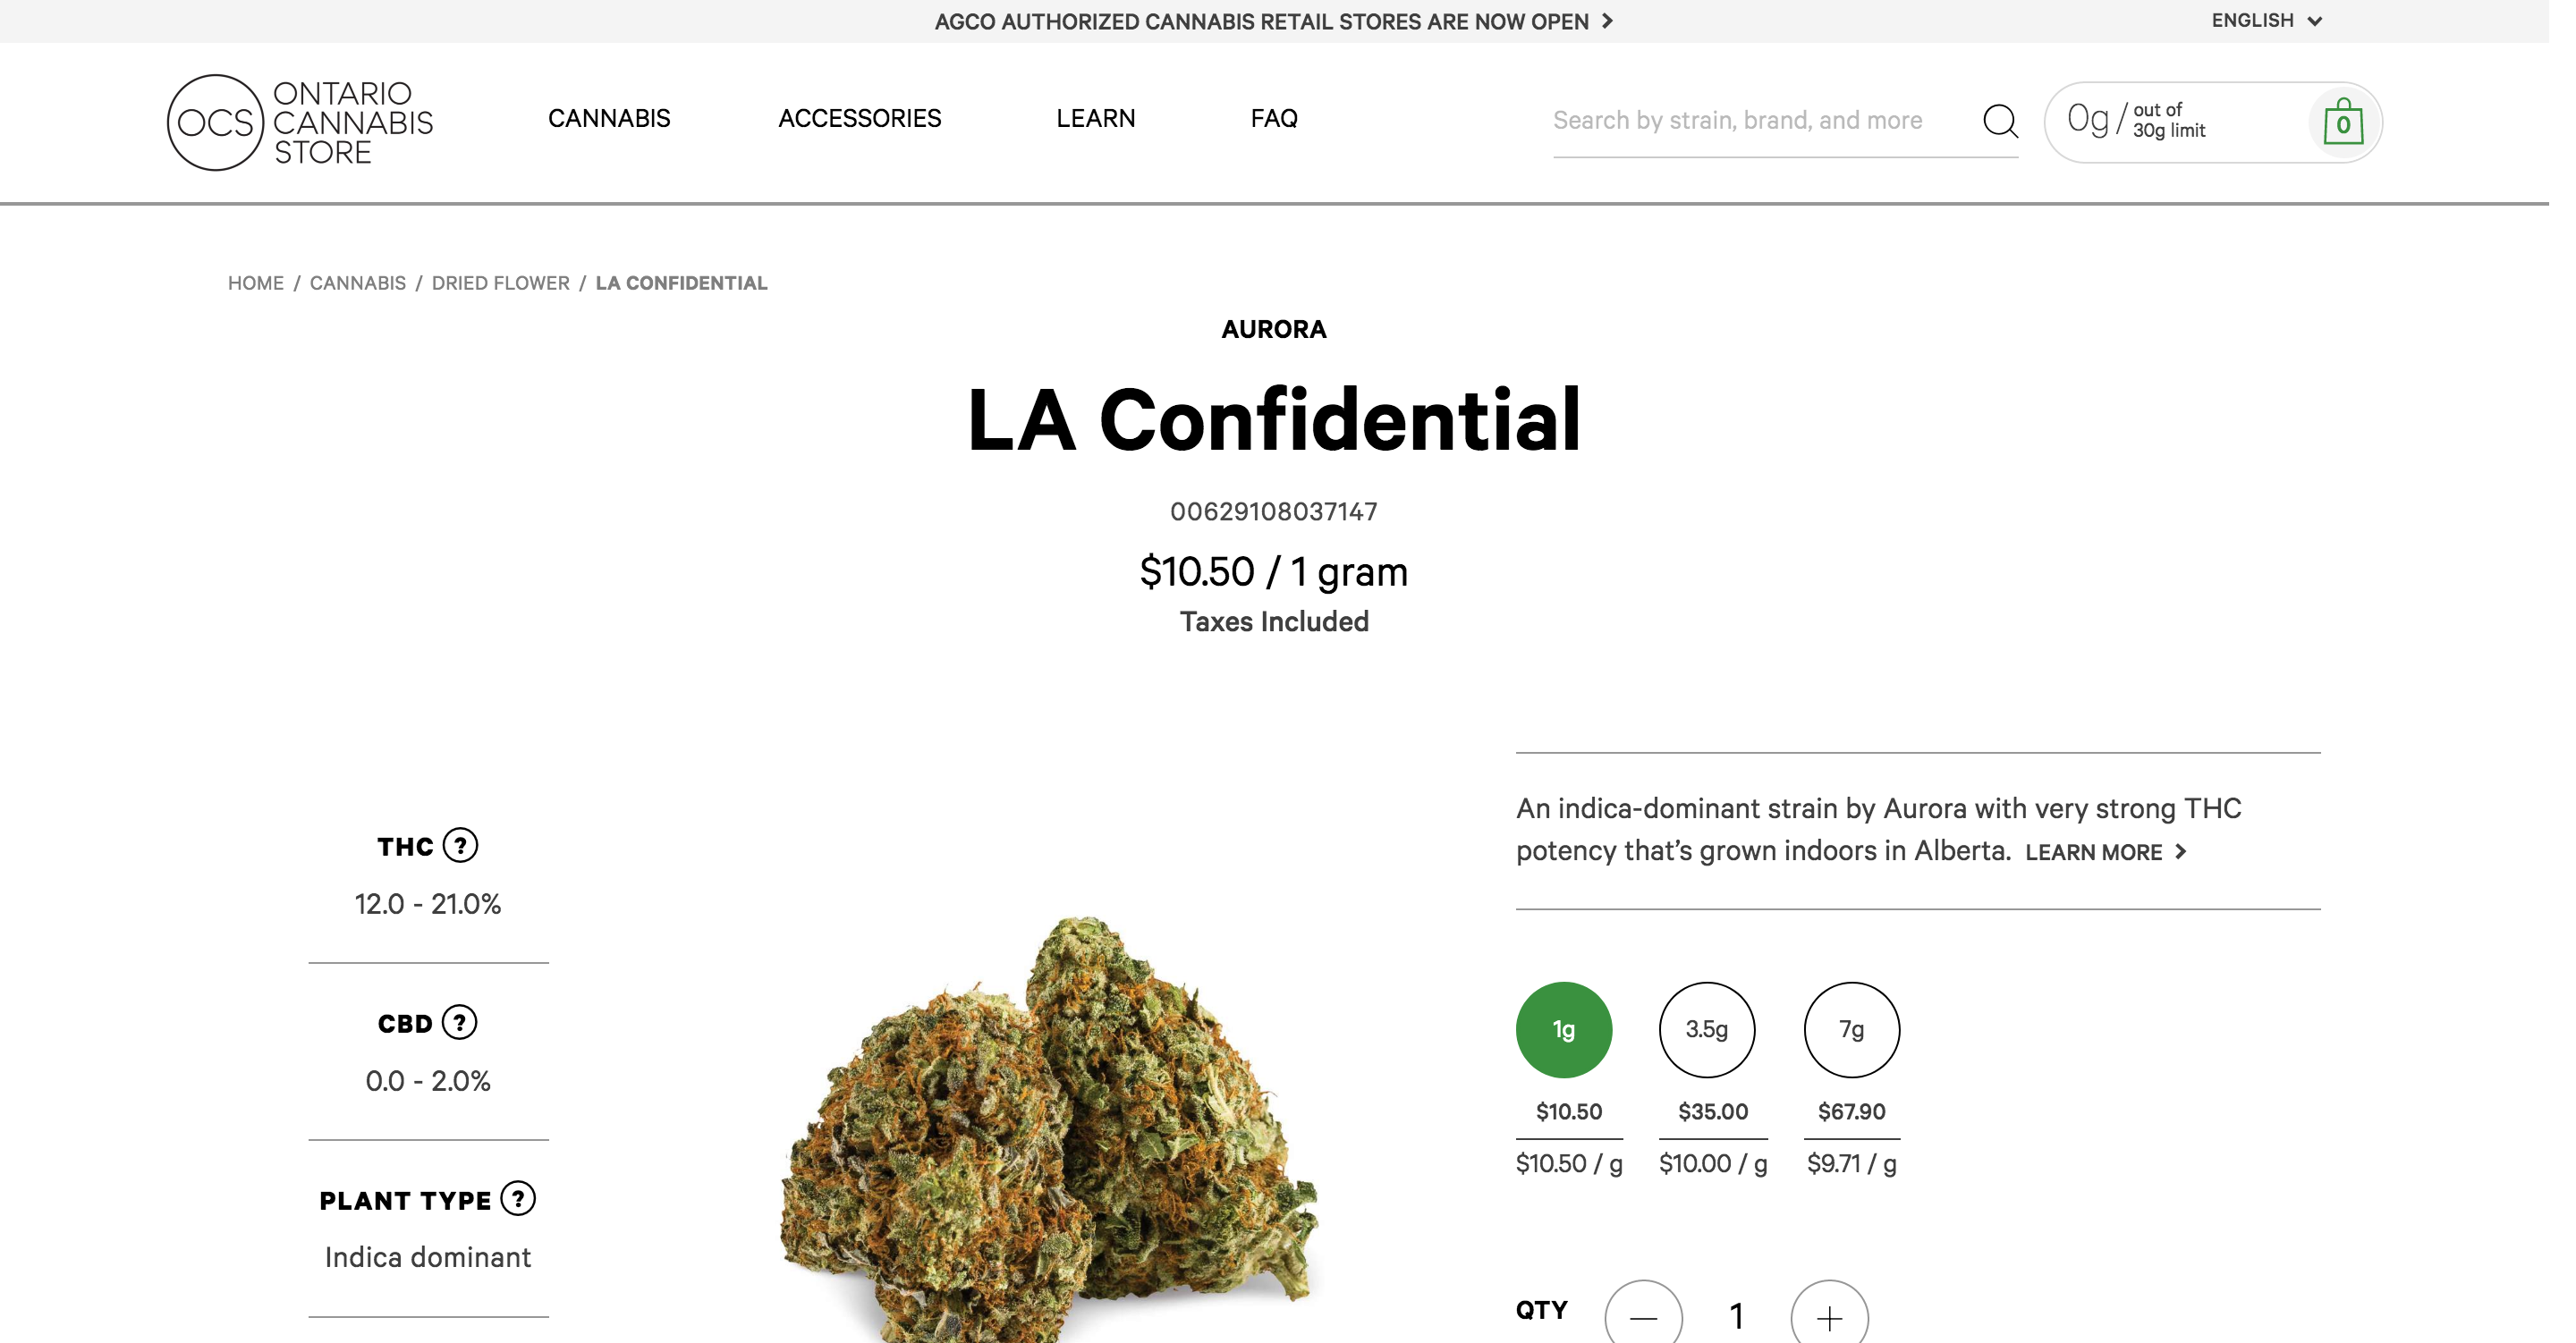 AGCO AUTHORIZED CANNABIS RETAIL STORES ARE NOW OPEN
ENGLISH
OCS
ONTARIO
CANNABIS
STORE
CANNABIS
ACCESSORIES
LEARN
FAQ
Search by strain, brand, and more
0g / out of
30g limit
0
HOME / CANNABIS / DRIED FLOWER / LA CONFIDENTIAL
AURORA
LA Confidential
00629108037147
$10.50 / 1 gram
Taxes Included
THC ?
12.0 - 21.0%
CBD ?
0.0 - 2.0%
PLANT TYPE ?
Indica dominant
An indica-dominant strain by Aurora with very strong THC
potency that’s grown indoors in Alberta. LEARN MORE
1g 3.5g 7g
$10.50 $35.00 $67.90
$10.50 / g $10.00 / g $9.71 / g
QTY — 1 +